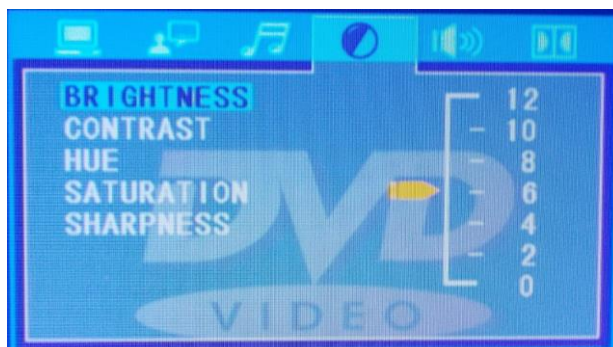 BRIGHTNESS
CONTRAST
HUE
SATURATION
SHARPNESS
12
10
8
6
4
2
0
DVD
VIDEO